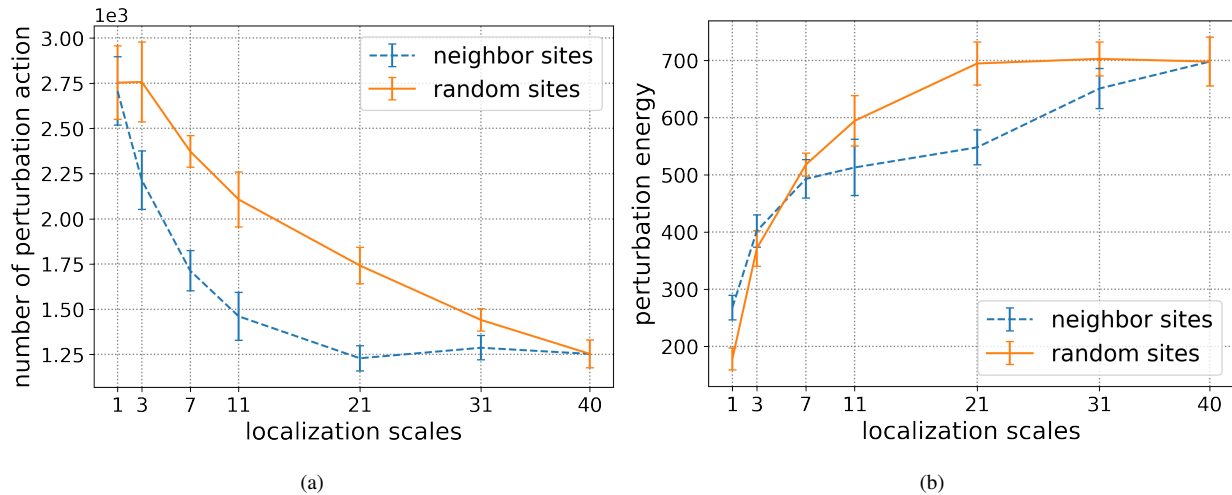 1e3
3.00
2.75
2.50
2.25
2.00
1.75
1.50
1.25
number of perturbation action
neighbor sites
random sites
1 3 7 11 21 31 40
localization scales
(a)
700
600
500
400
300
200
perturbation energy
neighbor sites
random sites
1 3 7 11 21 31 40
localization scales
(b)